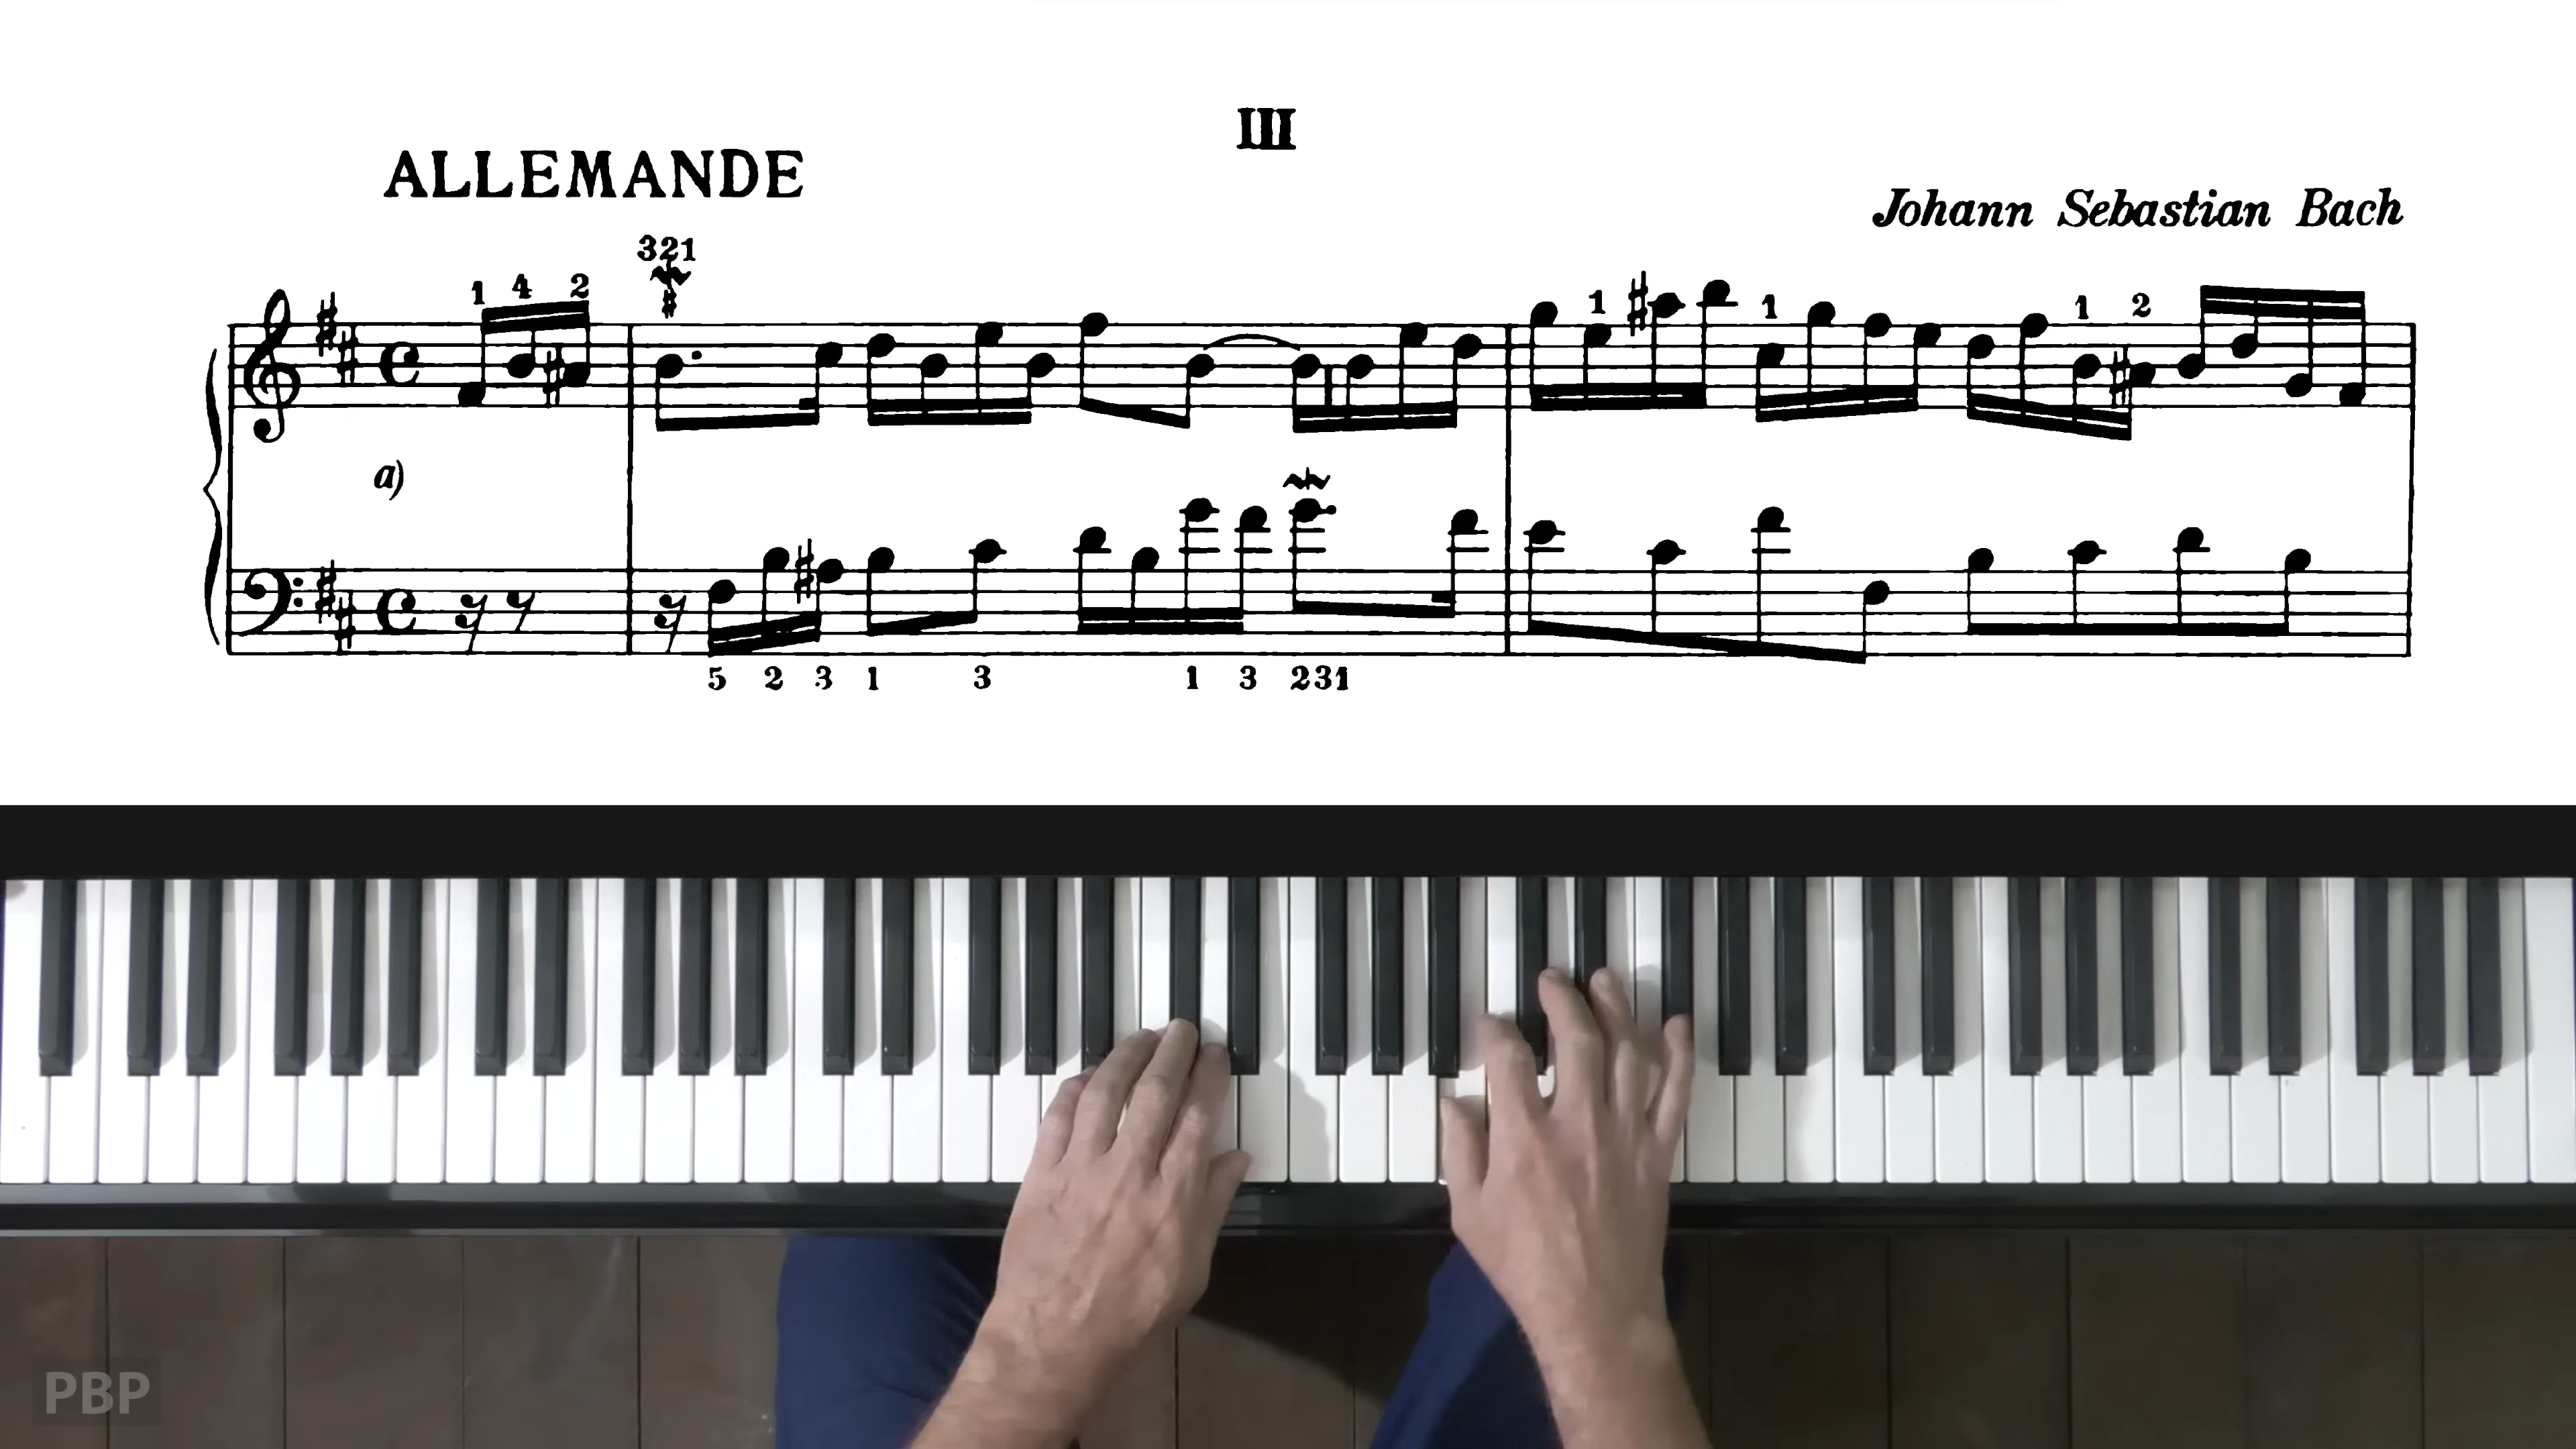 III
ALLEMANDE
Johann Sebastian Bach
321
1 4 2
1 1 1 2
a)
5 2 3 1 3 1 3 231
PBP